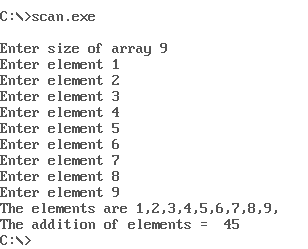 C:\>scan.exe
Enter size of array 9
Enter element 1
Enter element 2
Enter element 3
Enter element 4
Enter element 5
Enter element 6
Enter element 7
Enter element 8
Enter element 9
The elements are 1,2,3,4,5,6,7,8,9,
The addition of elements =  45
C:\>